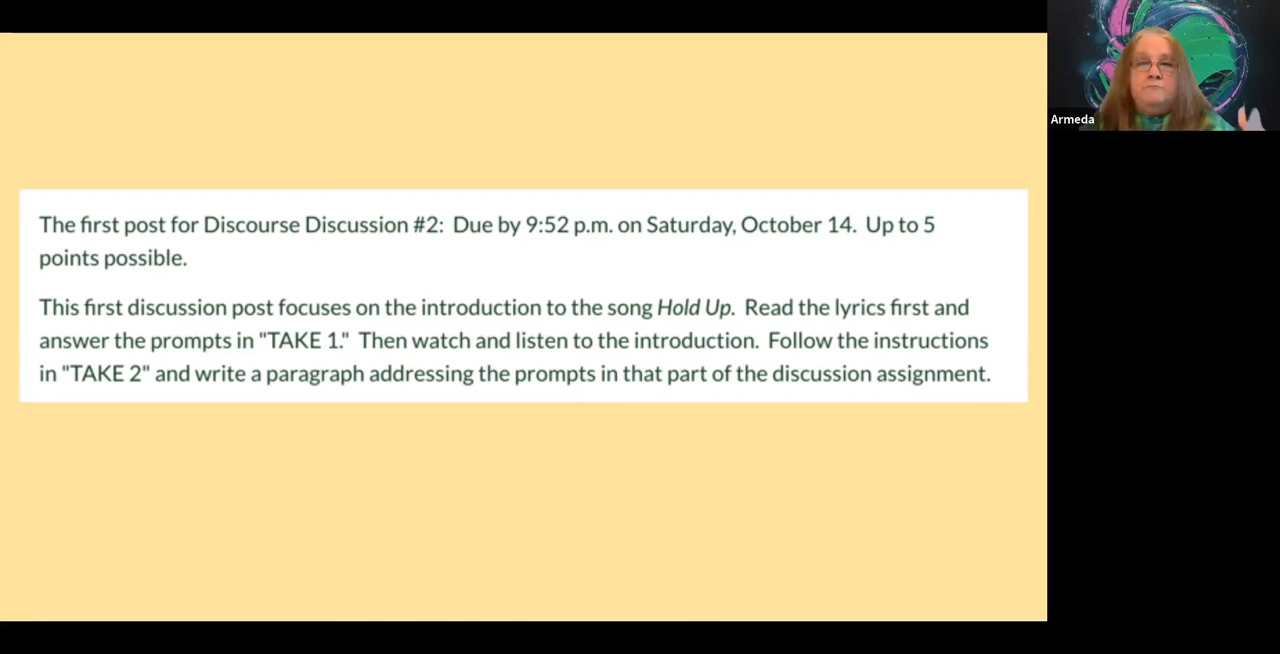 The first post for Discourse Discussion #2:  Due by 9:52 p.m. on Saturday, October 14.  Up to 5
points possible.
This first discussion post focuses on the introduction to the song Hold Up.  Read the lyrics first and
answer the prompts in "TAKE 1."  Then watch and listen to the introduction.  Follow the instructions
in "TAKE 2" and write a paragraph addressing the prompts in that part of the discussion assignment.
Armeda